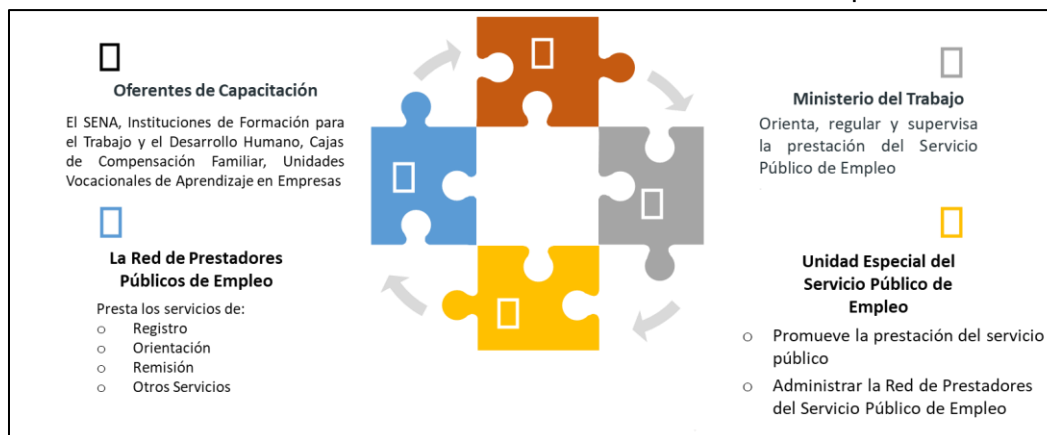 Oferentes de Capacitación
El SENA, Instituciones de Formación para
el Trabajo y el Desarrollo Humano, Cajas
de Compensación Familiar, Unidades
Vocacionales de Aprendizaje en Empresas
La Red de Prestadores
Públicos de Empleo
Presta los servicios de:
o Registro
o Orientación
o Remisión
o Otros Servicios
Ministerio del Trabajo
Orienta, regular y supervisa
la prestación del Servicio
Público de Empleo
Unidad Especial del
Servicio Público de
Empleo
o Promueve la prestación del servicio
público
o Administrar la Red de Prestadores
del Servicio Público de Empleo